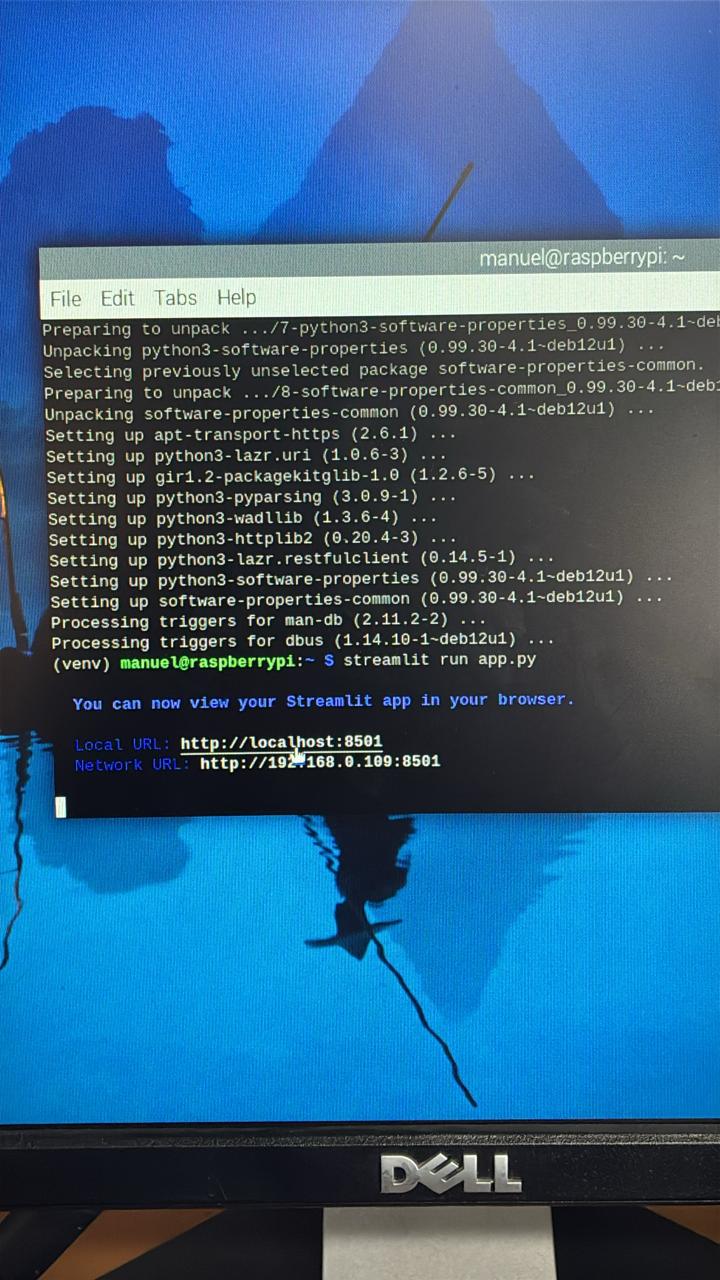 manuel@raspberrypi: ~
File Edit Tabs Help
Preparing to unpack .../7-python3-software-properties_0.99.30-4.1~deb
Unpacking python3-software-properties (0.99.30-4.1~deb12u1) ...
Selecting previously unselected package software-properties-common.
Preparing to unpack .../8-software-properties-common_0.99.30-4.1~deb1
Unpacking software-properties-common (0.99.30-4.1~deb12u1) ...
Setting up apt-transport-https (2.6.1) ...
Setting up python3-lazr.uri (1.0.6-3) ...
Setting up gir1.2-packagekitglib-1.0 (1.2.6-5) ...
Setting up python3-pyparsing (3.0.9-1) ...
Setting up python3-wadllib (1.3.6-4) ...
Setting up python3-httplib2 (0.20.4-3) ...
Setting up python3-lazr.restfulclient (0.14.5-1) ...
Setting up python3-software-properties (0.99.30-4.1~deb12u1) ...
Setting up software-properties-common (0.99.30-4.1~deb12u1) ...
Processing triggers for man-db (2.11.2-2) ...
Processing triggers for dbus (1.14.10-1~deb12u1) ...
(venv) manuel@raspberrypi:~ $ streamlit run app.py
You can now view your Streamlit app in your browser.
Local URL: http://localhost:8501
Network URL: http://192.168.0.109:8501
DELL